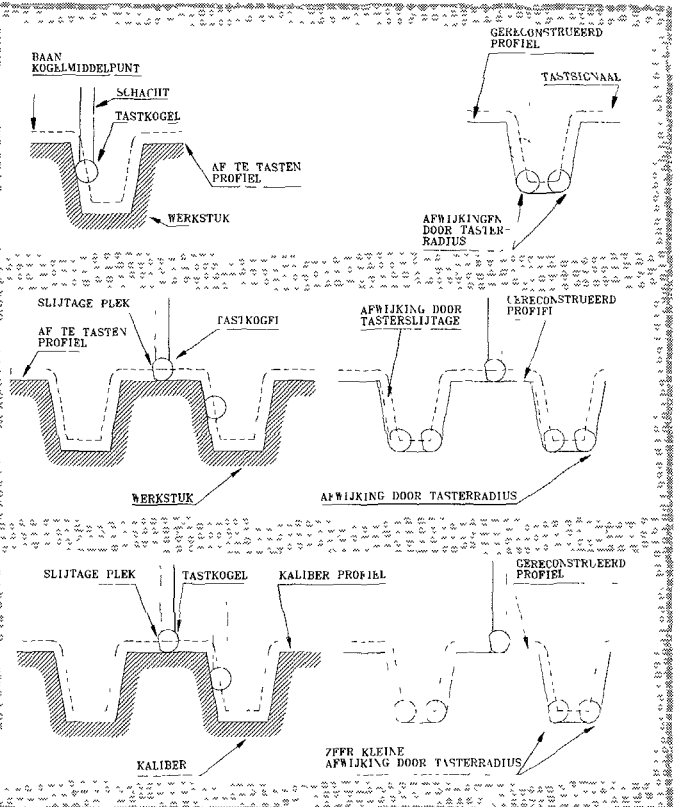 BAAN
KOGELMIDDELPUNT
SCHACHT
TASTKOGEL
AF TE TASTEN
PROFIEL
WERKSTUK
GERECONSTRUEERD
PROFIEL
TASTSIGNAAL
AFWIJKINGEN
DOOR TASTER-
RADIUS
SLIJTAGE PLEK
TASTKOGEL
AF TE TASTEN
PROFIEL
WERKSTUK
AFWIJKING DOOR
TASTERSLIJTAGE
GERECONSTRUEERD
PROFIEL
AFWIJKING DOOR TASTERRADIUS
SLIJTAGE PLEK
TASTKOGEL
KALIBER PROFIEL
KALIBER
GERECONSTRUEERD
PROFIEL
ZEER KLEINE
AFWIJKING DOOR TASTERRADIUS